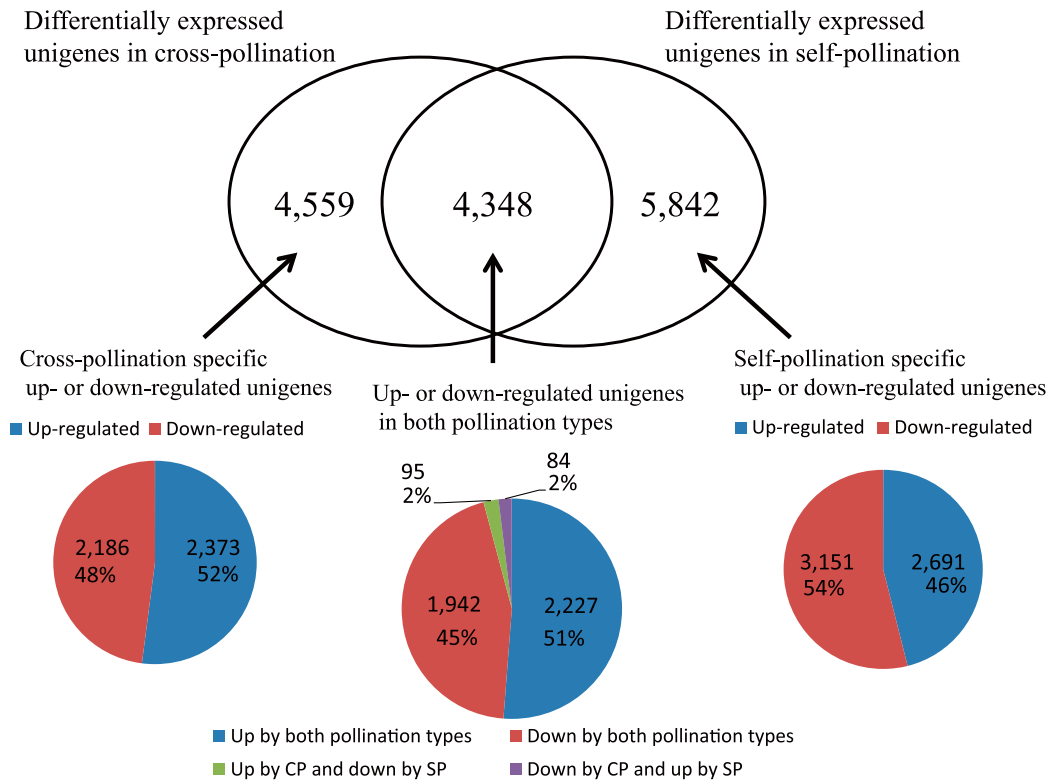 Differentially expressed
unigenes in cross-pollination
Differentially expressed
unigenes in self-pollination
4,559
4,348
5,842
Cross-pollination specific
up- or down-regulated unigenes
Up- or down-regulated unigenes
in both pollination types
Self-pollination specific
up- or down-regulated unigenes
Up-regulated Down-regulated
Up-regulated Down-regulated
2,186
48%
2,373
52%
95
2%
84
2%
1,942
45%
2,227
51%
3,151
54%
2,691
46%
Up by both pollination types
Down by both pollination types
Up by CP and down by SP
Down by CP and up by SP